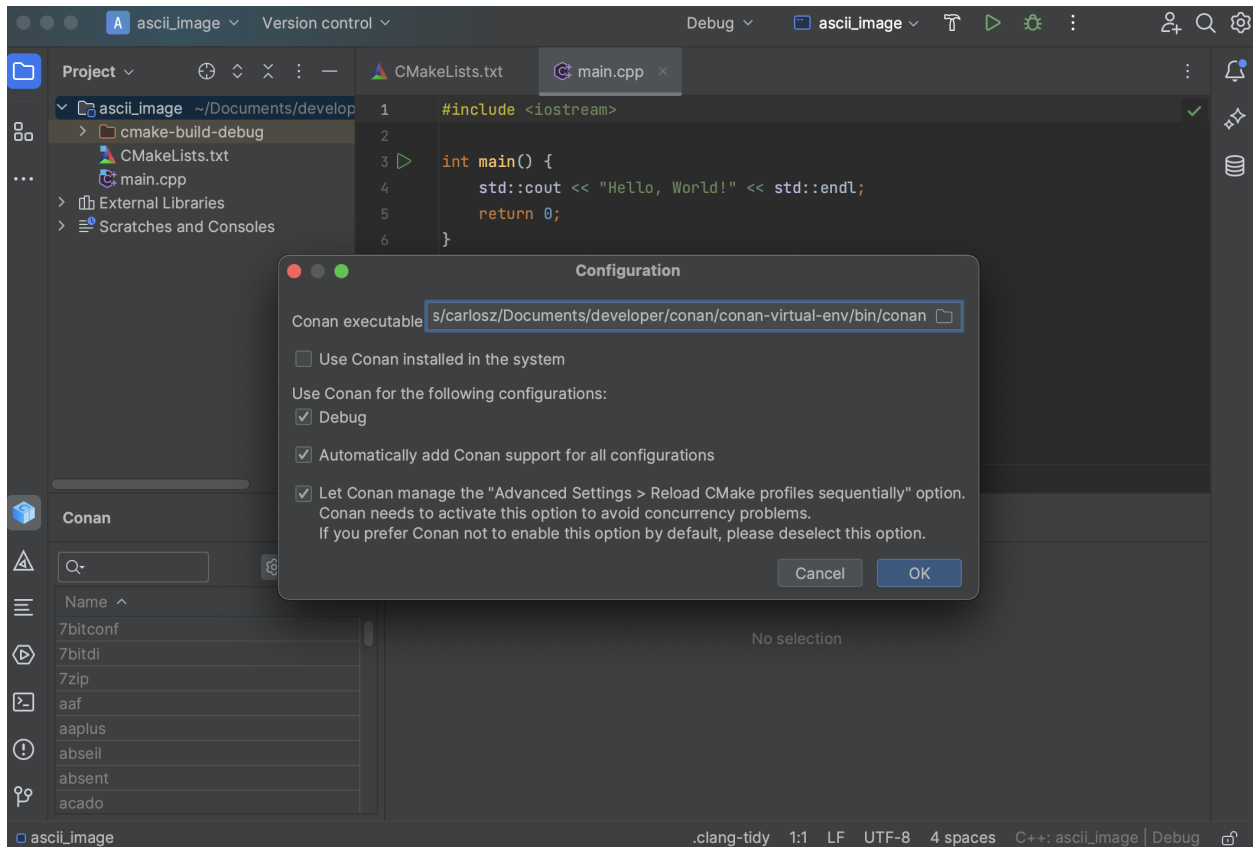 A ascii_image Version control Debug ascii_image
Project
CMakeLists.txt main.cpp
ascii_image ~/Documents/develop
cmake-build-debug
CMakeLists.txt
main.cpp
External Libraries
Scratches and Consoles
1 #include <iostream>
2
3 int main() {
4 std::cout << "Hello, World!" << std::endl;
5 return 0;
6 }
Configuration
Conan executable s/carlosz/Documents/developer/conan/conan-virtual-env/bin/conan
Use Conan installed in the system
Use Conan for the following configurations:
Debug
Automatically add Conan support for all configurations
Let Conan manage the "Advanced Settings > Reload CMake profiles sequentially" option.
Conan needs to activate this option to avoid concurrency problems.
If you prefer Conan not to enable this option by default, please deselect this option.
Cancel OK
Conan
Name
7bitconf
7bitdi
7zip
aaf
aaplus
abseil
absent
acado
No selection
ascii_image .clang-tidy 1:1 LF UTF-8 4 spaces C++: ascii_image | Debug